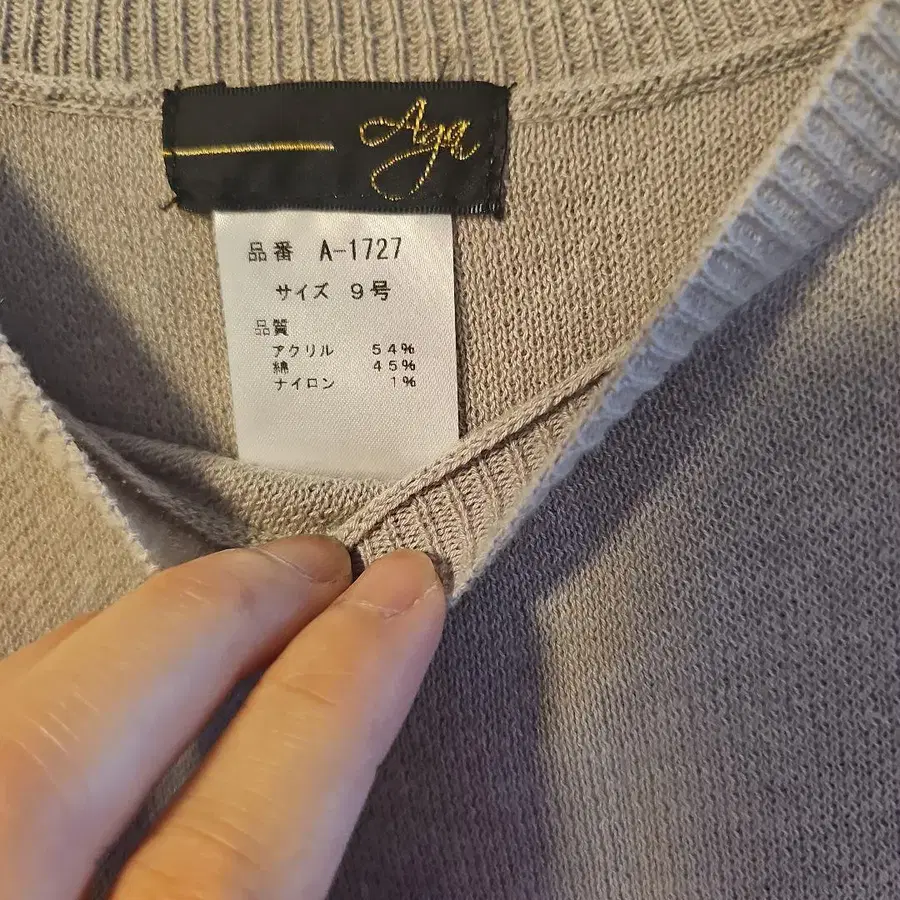 Aga
品番 A-1727
サイズ 9号
品質
アクリル 54%
綿 45%
ナイロン 1%